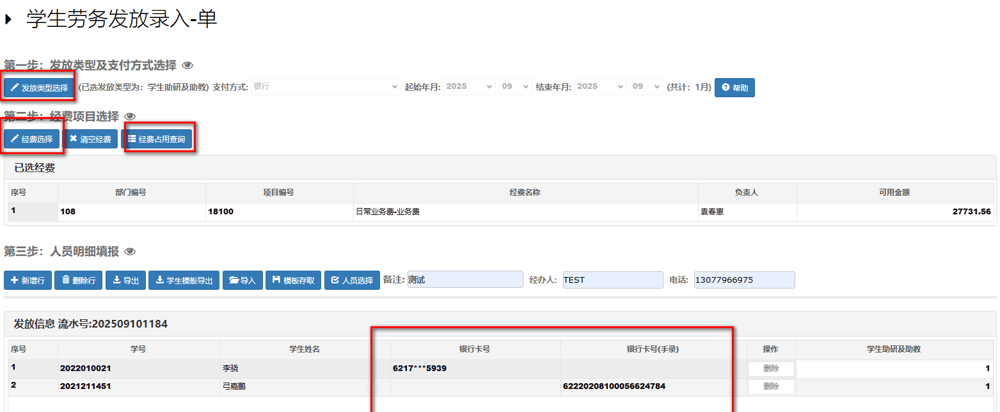 学生劳务发放录入-单
第一步：发放类型及支付方式选择
发放类型选择 (已选发放类型为：学生助研及助教) 支付方式: 银行 起始年月: 2025 09 结束年月: 2025 09 (共计：1月) 帮助
第二步：经费项目选择
经费选择 清空经费 经费占用查询
已选经费
序号 部门编号 项目编号 经费名称 负责人 可用金额
1 108 18100 日常业务费-业务费 袁春惠 27731.56
第三步：人员明细填报
新增行 删除行 导出 学生模板导出 导入 模板存取 人员选择 备注: 测试 经办人: TEST 电话: 13077966975
发放信息 流水号:202509101184
序号 学号 学生姓名 银行卡号 银行卡号(手录) 操作 学生助研及助教
1 2022010021 李骁 6217***5939 删除 1
2 2021211451 弓嘉鹏 62220208100056624784 删除 1